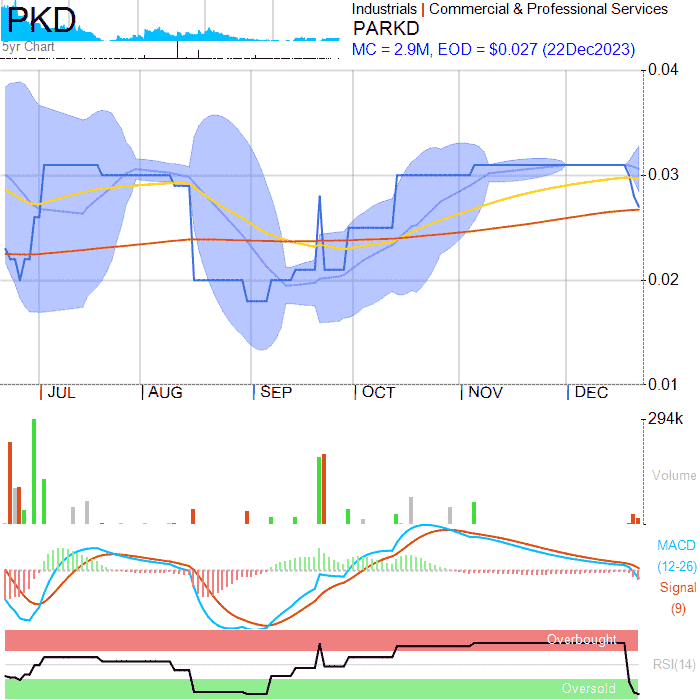 PKD
5yr Chart
Industrials | Commercial & Professional Services
PARKD
MC = 2.9M, EOD = $0.027 (22Dec2023)
0.04
0.03
0.02
0.01
JUL AUG SEP OCT NOV DEC
294k
Volume
MACD
(12-26)
Signal
(9)
Overbought
RSI(14)
Oversold